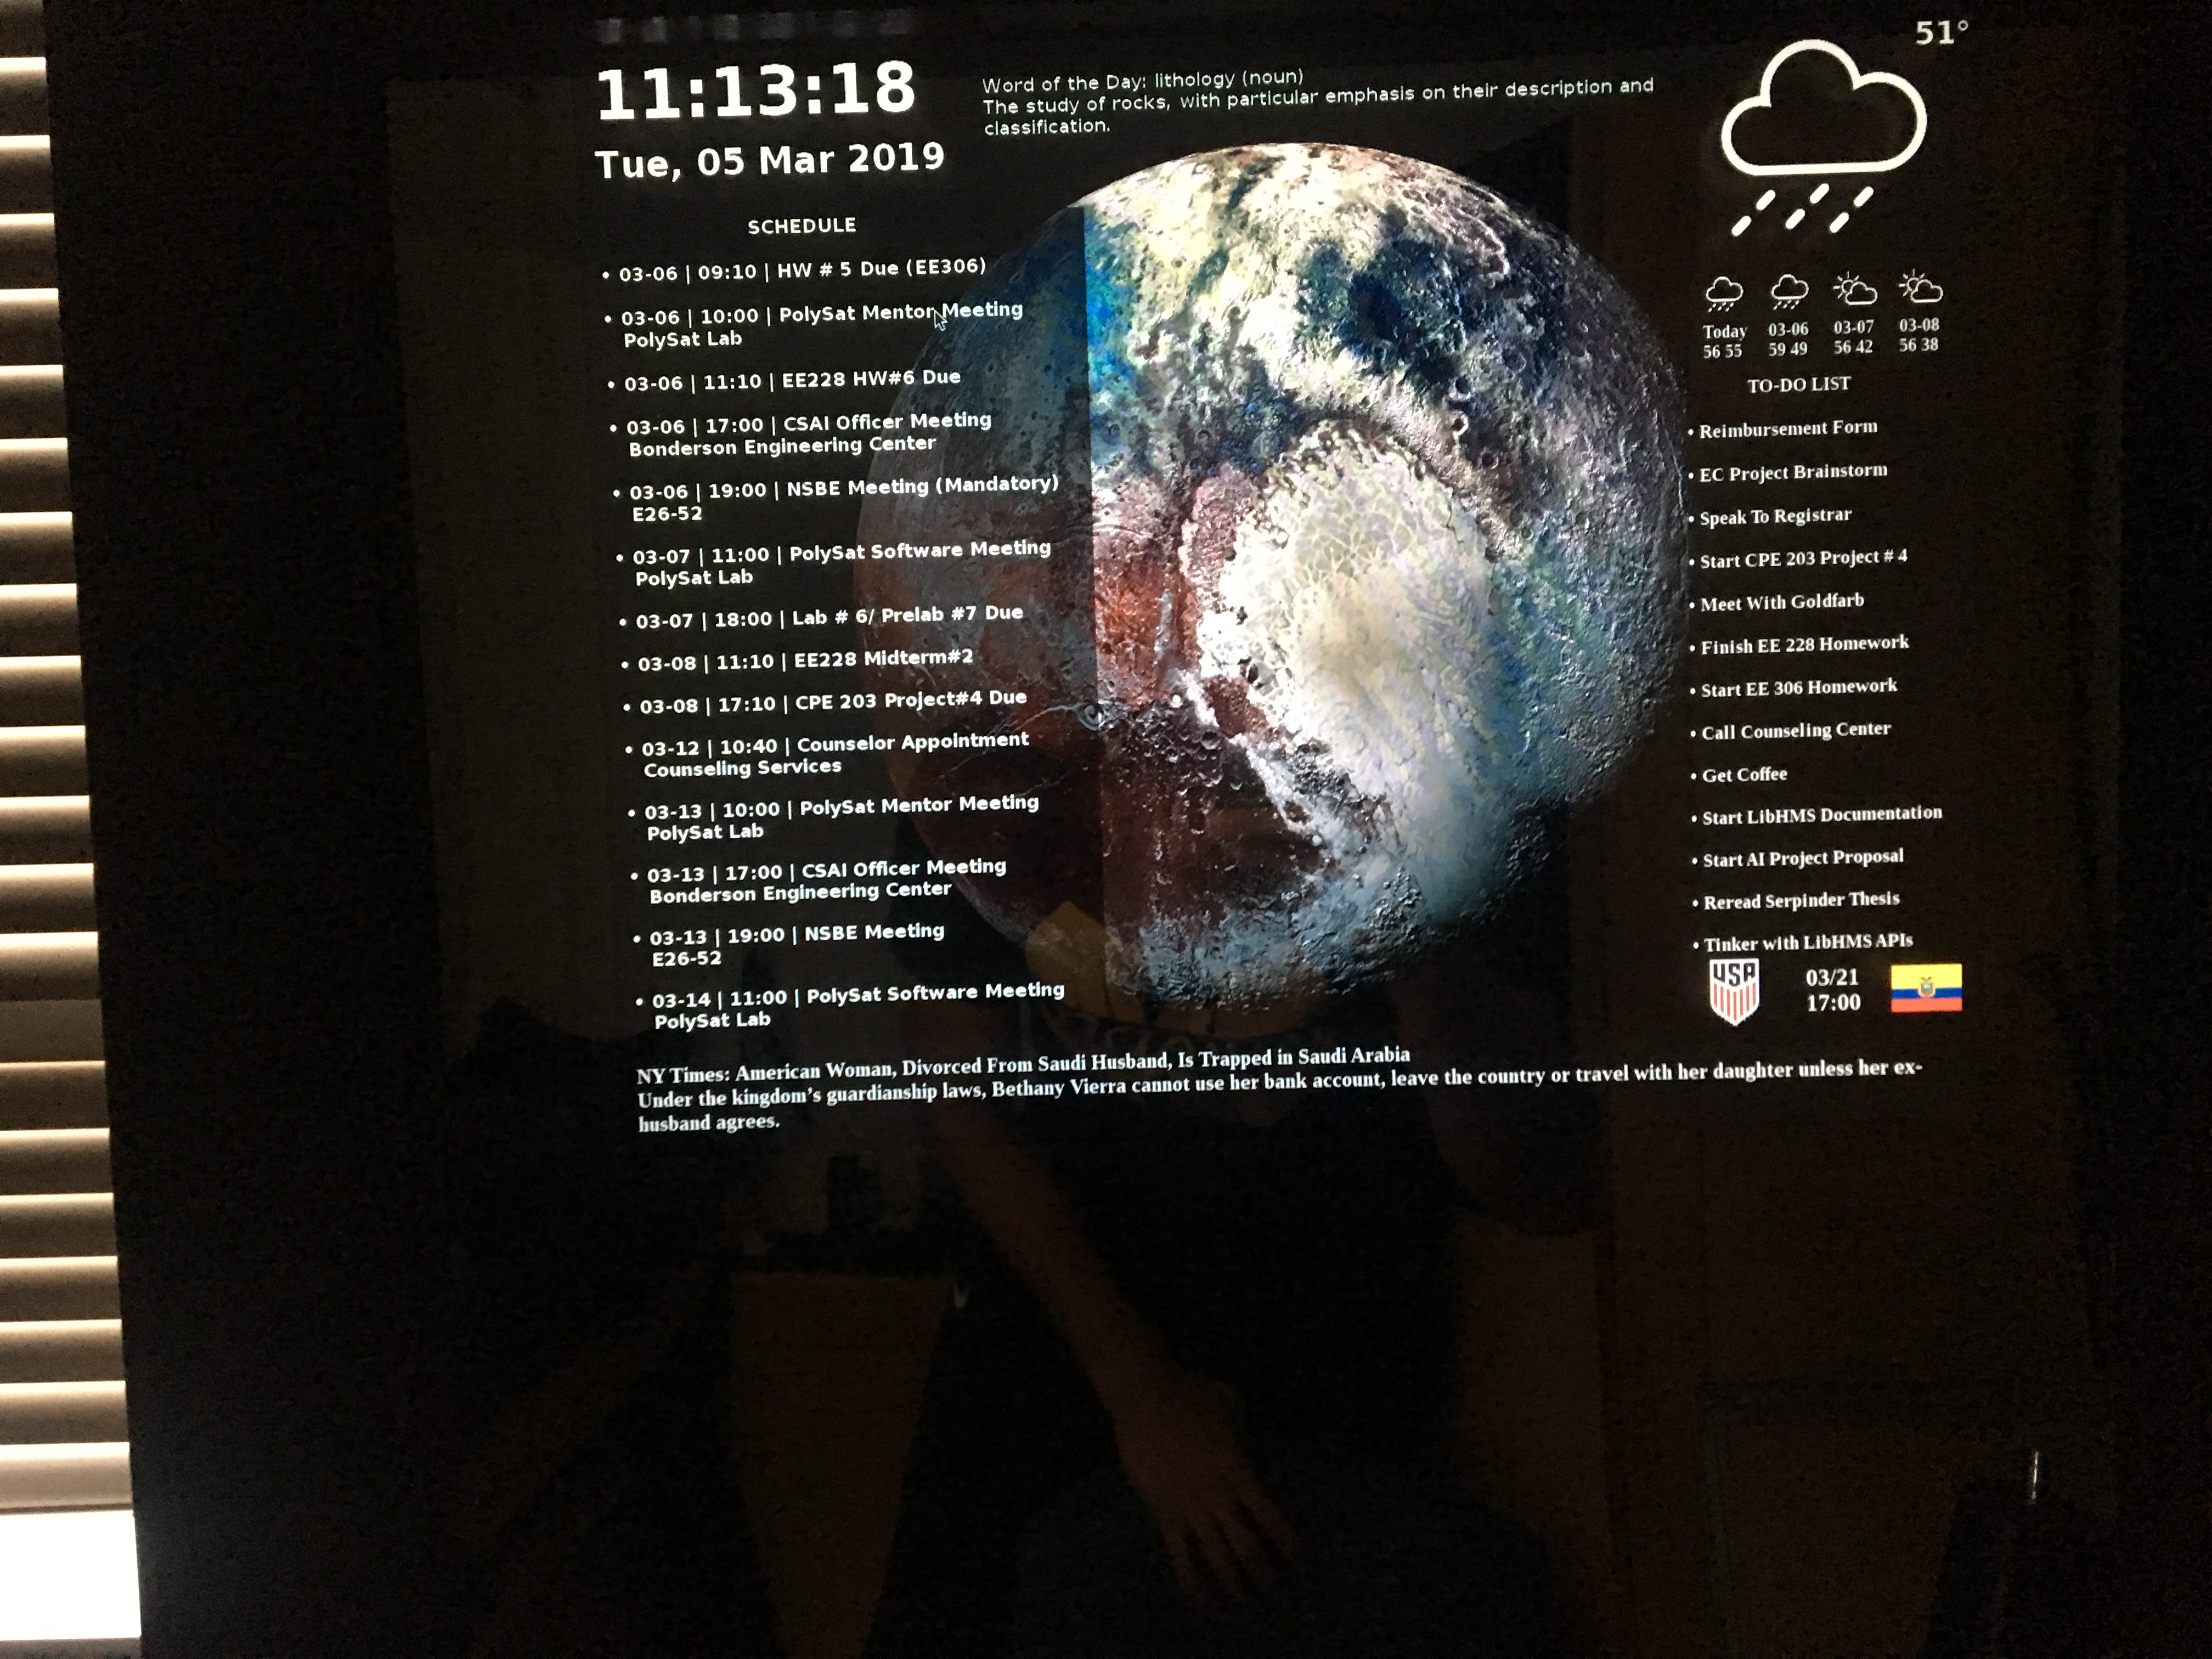 11:13:18
Tue, 05 Mar 2019
Word of the Day: lithology (noun)
The study of rocks, with particular emphasis on their description and
classification.
51°
SCHEDULE
• 03-06 | 09:10 | HW # 5 Due (EE306)
• 03-06 | 10:00 | PolySat Mentor Meeting
PolySat Lab
• 03-06 | 11:10 | EE228 HW#6 Due
• 03-06 | 17:00 | CSAI Officer Meeting
Bonderson Engineering Center
• 03-06 | 19:00 | NSBE Meeting (Mandatory)
E26-52
• 03-07 | 11:00 | PolySat Software Meeting
PolySat Lab
• 03-07 | 18:00 | Lab # 6/ Prelab #7 Due
• 03-08 | 11:10 | EE228 Midterm#2
• 03-08 | 17:10 | CPE 203 Project#4 Due
• 03-12 | 10:40 | Counselor Appointment
Counseling Services
• 03-13 | 10:00 | PolySat Mentor Meeting
PolySat Lab
• 03-13 | 17:00 | CSAI Officer Meeting
Bonderson Engineering Center
• 03-13 | 19:00 | NSBE Meeting
E26-52
• 03-14 | 11:00 | PolySat Software Meeting
PolySat Lab
Today 03-06 03-07 03-08
56 55 59 49 56 42 56 38
TO-DO LIST
• Reimbursement Form
• EC Project Brainstorm
• Speak To Registrar
• Start CPE 203 Project # 4
• Meet With Goldfarb
• Finish EE 228 Homework
• Start EE 306 Homework
• Call Counseling Center
• Get Coffee
• Start LibHMS Documentation
• Start AI Project Proposal
• Reread Serpinder Thesis
• Tinker with LibHMS APIs
USA
03/21
17:00
NY Times: American Woman, Divorced From Saudi Husband, Is Trapped in Saudi Arabia
Under the kingdom's guardianship laws, Bethany Vierra cannot use her bank account, leave the country or travel with her daughter unless her ex-
husband agrees.